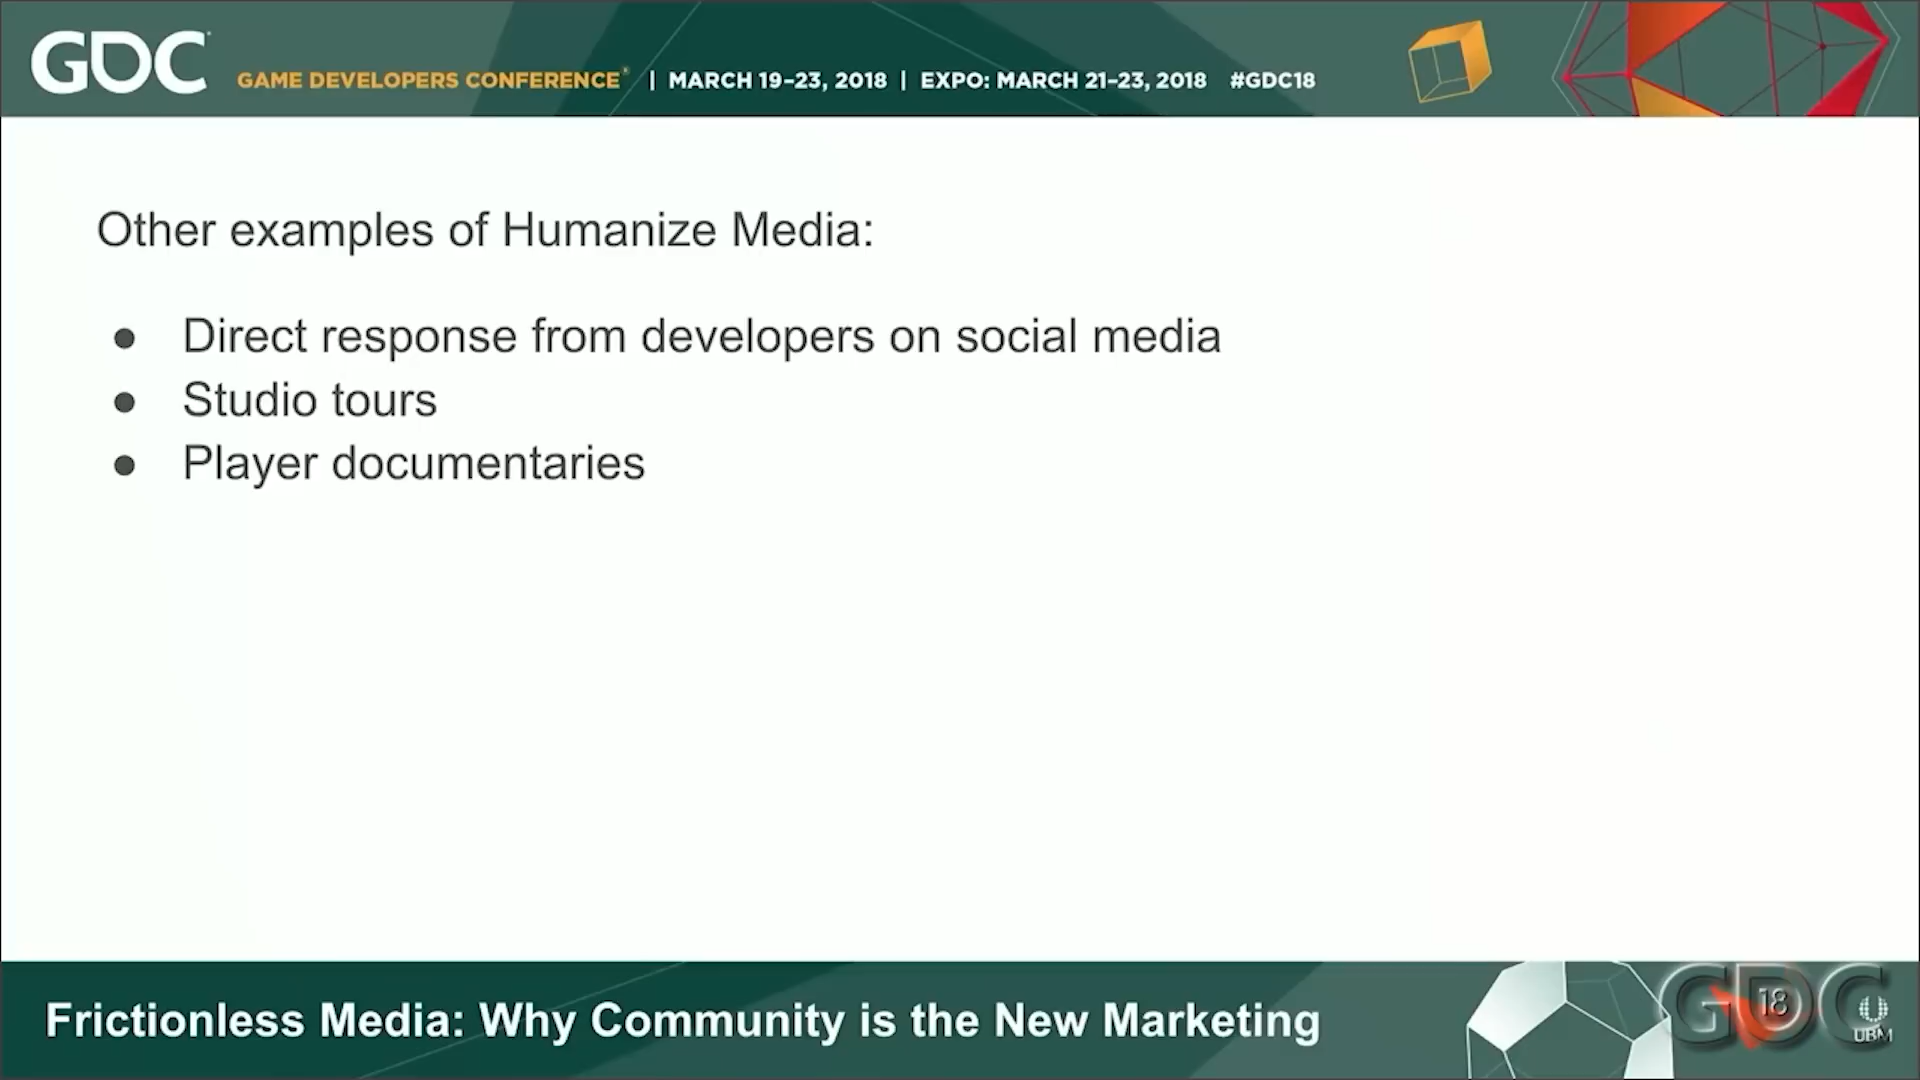 GDC GAME DEVELOPERS CONFERENCE® | MARCH 19–23, 2018 | EXPO: MARCH 21–23, 2018 #GDC18
Other examples of Humanize Media:
● Direct response from developers on social media
● Studio tours
● Player documentaries
Frictionless Media: Why Community is the New Marketing
GDC 18
UBM